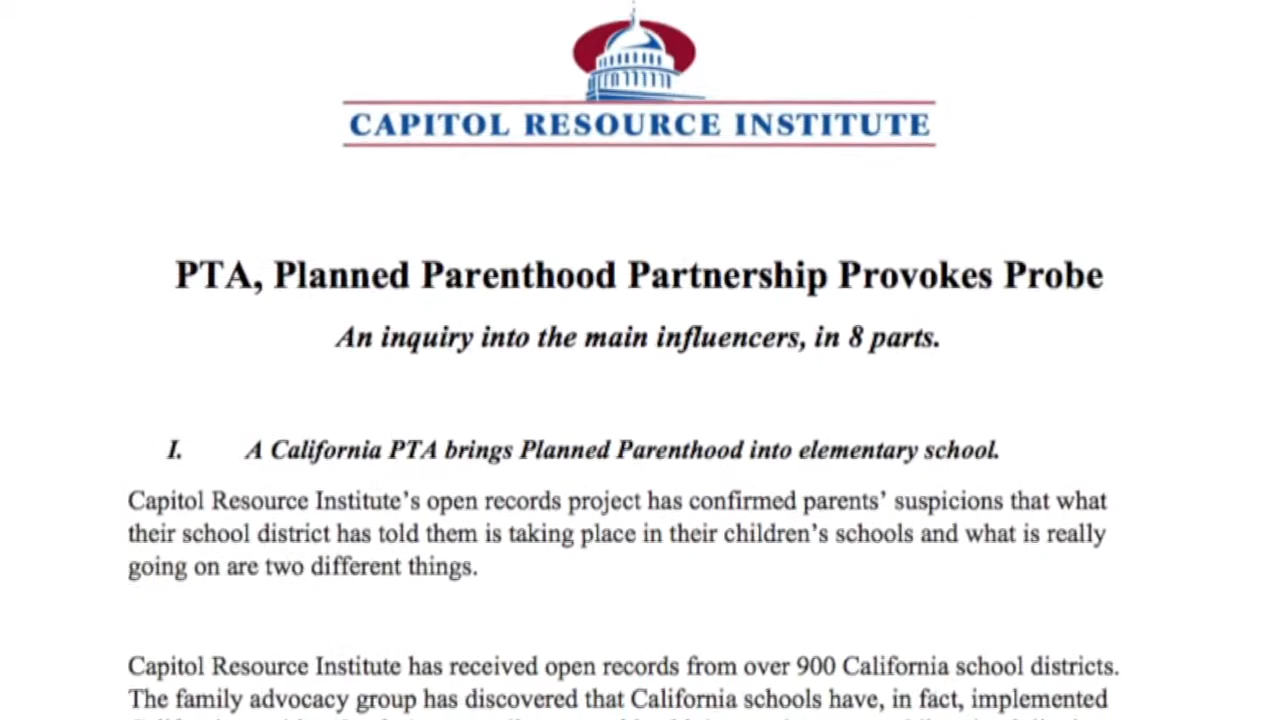 CAPITOL RESOURCE INSTITUTE
PTA, Planned Parenthood Partnership Provokes Probe
An inquiry into the main influencers, in 8 parts.
I. A California PTA brings Planned Parenthood into elementary school.
Capitol Resource Institute’s open records project has confirmed parents’ suspicions that what
their school district has told them is taking place in their children’s schools and what is really
going on are two different things.
Capitol Resource Institute has received open records from over 900 California school districts.
The family advocacy group has discovered that California schools have, in fact, implemented